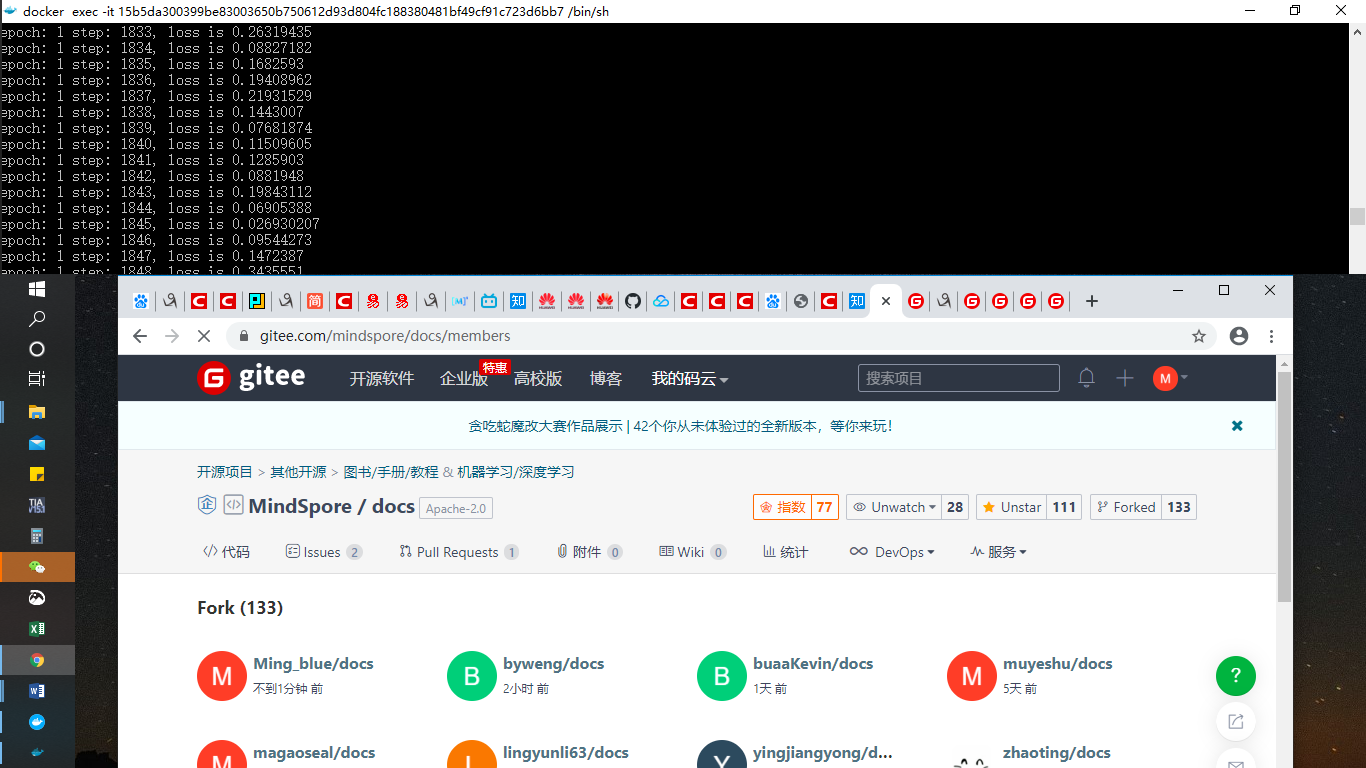 docker exec -it 15b5da300399be83003650b750612d93d804fc188380481bf49cf91c723d6bb7 /bin/sh
epoch: 1 step: 1833, loss is 0.26319435
epoch: 1 step: 1834, loss is 0.08827182
epoch: 1 step: 1835, loss is 0.1682593
epoch: 1 step: 1836, loss is 0.19408962
epoch: 1 step: 1837, loss is 0.21931529
epoch: 1 step: 1838, loss is 0.1443007
epoch: 1 step: 1839, loss is 0.07681874
epoch: 1 step: 1840, loss is 0.11509605
epoch: 1 step: 1841, loss is 0.1285903
epoch: 1 step: 1842, loss is 0.0881948
epoch: 1 step: 1843, loss is 0.19843112
epoch: 1 step: 1844, loss is 0.06905388
epoch: 1 step: 1845, loss is 0.026930207
epoch: 1 step: 1846, loss is 0.09544273
epoch: 1 step: 1847, loss is 0.1472387
epoch: 1 step: 1848, loss is 0.3435551
gitee.com/mindspore/docs/members
gitee 开源软件 企业版 特惠 高校版 博客 我的码云 搜索项目 M
贪吃蛇魔改大赛作品展示 | 42个你从未体验过的全新版本，等你来玩！
开源项目 > 其他开源 > 图书/手册/教程 & 机器学习/深度学习
MindSpore / docs Apache-2.0 指数 77 Unwatch 28 Unstar 111 Forked 133
代码 Issues 2 Pull Requests 1 附件 0 Wiki 0 统计 DevOps 服务
Fork (133)
M Ming_blue/docs B byweng/docs B buaaKevin/docs M muyeshu/docs
不到1分钟 前 2小时 前 1天 前 5天 前
magaoseal/docs lingyunli63/docs yingjiangyong/d... zhaoting/docs